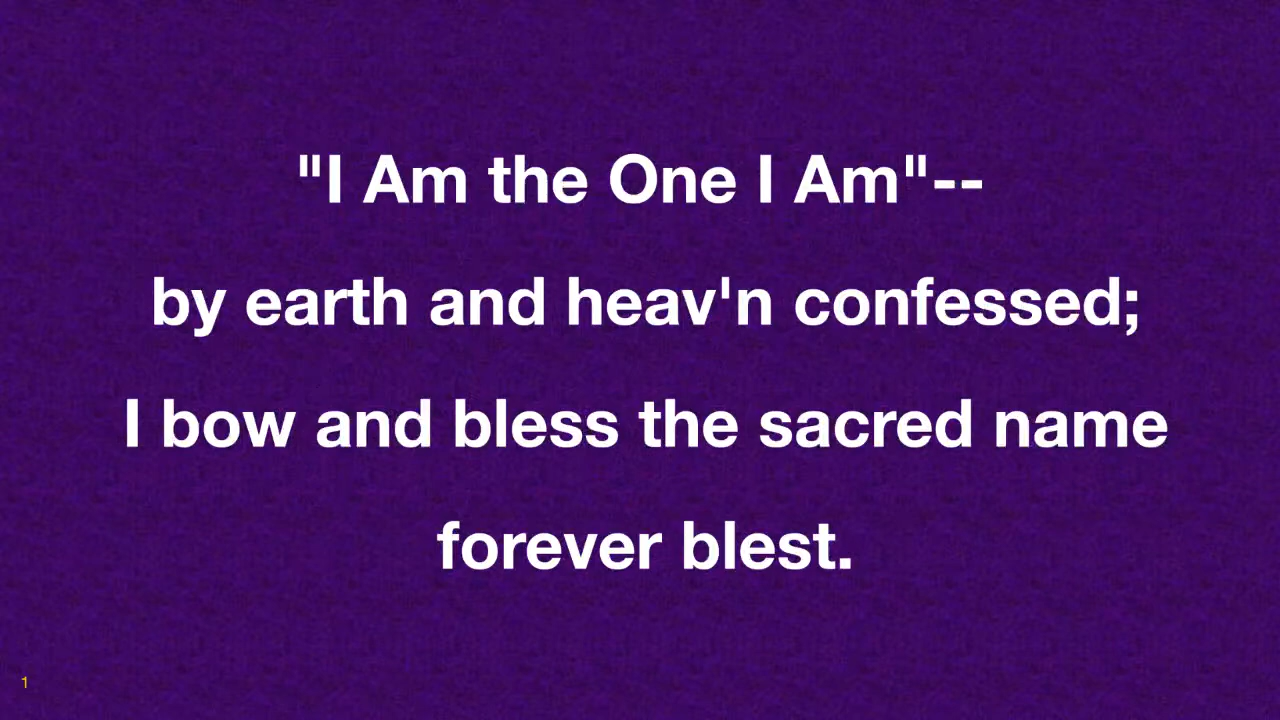 "I Am the One I Am"--
by earth and heav'n confessed;
I bow and bless the sacred name
forever blest.
1